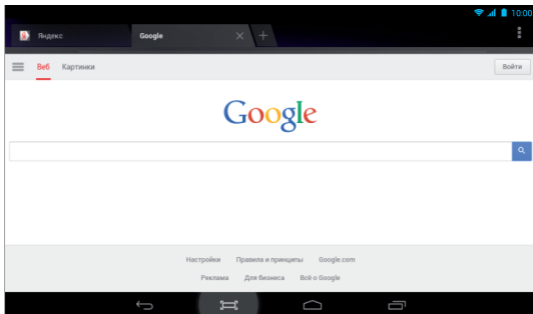 10:00
Яндекс Google
Веб Картинки Войти
Google
Настройки Правила и принципы Google.com
Реклама Для бизнеса Всё о Google